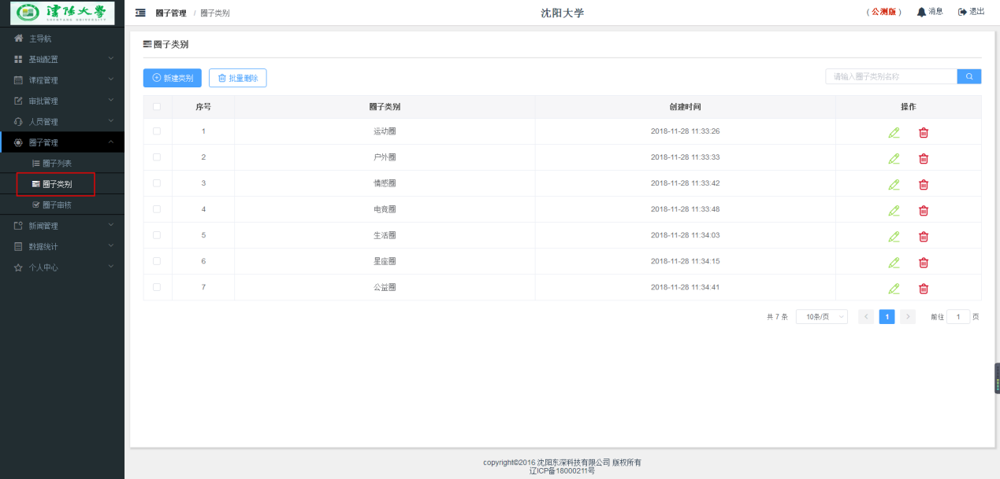 沈阳大学
SHENYANG UNIVERSITY
圈子管理 / 圈子类别
沈阳大学
（公测版）
消息
退出
主导航
基础配置
课程管理
审批管理
人员管理
圈子管理
圈子列表
圈子类别
圈子审核
新闻管理
数据统计
个人中心
圈子类别
新建类别 批量删除
请输入圈子类别名称
序号 圈子类别 创建时间 操作
1 运动圈 2018-11-28 11:33:26
2 户外圈 2018-11-28 11:33:33
3 情感圈 2018-11-28 11:33:42
4 电竞圈 2018-11-28 11:33:48
5 生活圈 2018-11-28 11:34:03
6 星座圈 2018-11-28 11:34:15
7 公益圈 2018-11-28 11:34:41
共 7 条 10条/页 < 1 > 前往 1 页
copyright©2016 沈阳东深科技有限公司 版权所有
辽ICP备18000211号